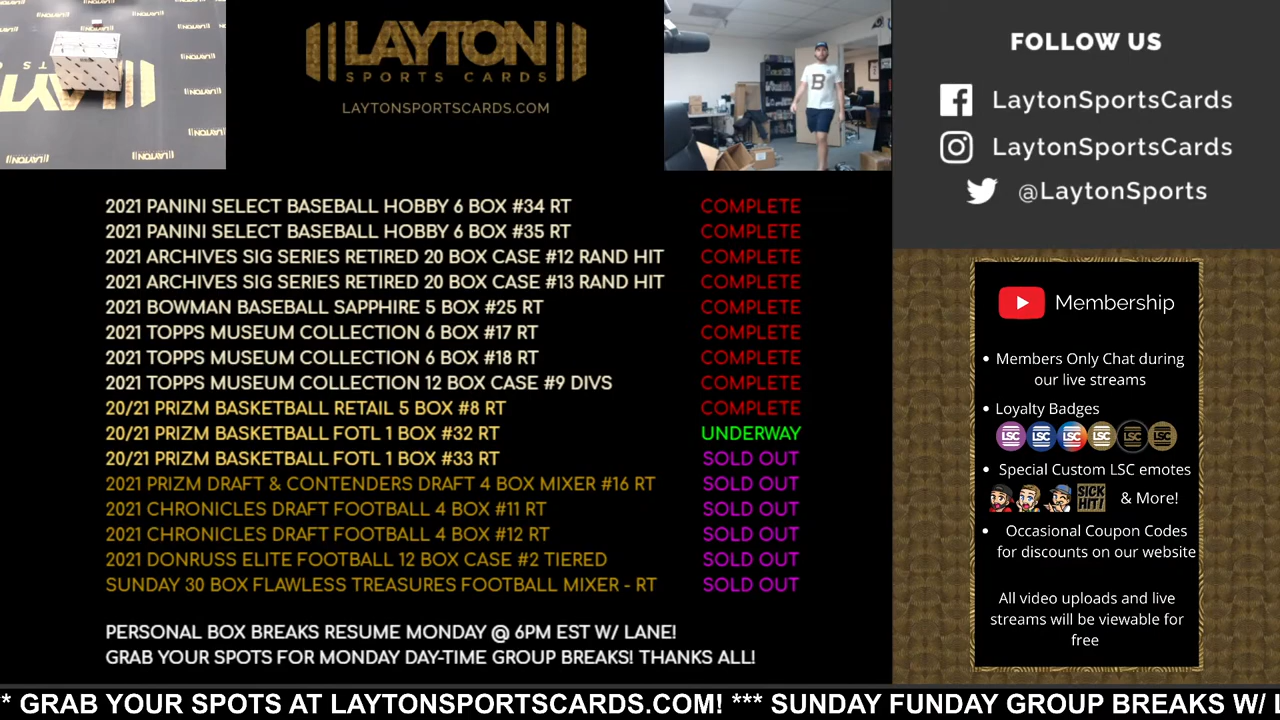 LAYTON
SPORTS CARDS
LAYTONSPORTSCARDS.COM
B
FOLLOW US
LaytonSportsCards
LaytonSportsCards
@LaytonSports
2021 PANINI SELECT BASEBALL HOBBY 6 BOX #34 RT COMPLETE
2021 PANINI SELECT BASEBALL HOBBY 6 BOX #35 RT COMPLETE
2021 ARCHIVES SIG SERIES RETIRED 20 BOX CASE #12 RAND HIT COMPLETE
2021 ARCHIVES SIG SERIES RETIRED 20 BOX CASE #13 RAND HIT COMPLETE
2021 BOWMAN BASEBALL SAPPHIRE 5 BOX #25 RT COMPLETE
2021 TOPPS MUSEUM COLLECTION 6 BOX #17 RT COMPLETE
2021 TOPPS MUSEUM COLLECTION 6 BOX #18 RT COMPLETE
2021 TOPPS MUSEUM COLLECTION 12 BOX CASE #9 DIVS COMPLETE
20/21 PRIZM BASKETBALL RETAIL 5 BOX #8 RT COMPLETE
20/21 PRIZM BASKETBALL FOTL 1 BOX #32 RT UNDERWAY
20/21 PRIZM BASKETBALL FOTL 1 BOX #33 RT SOLD OUT
2021 PRIZM DRAFT & CONTENDERS DRAFT 4 BOX MIXER #16 RT SOLD OUT
2021 CHRONICLES DRAFT FOOTBALL 4 BOX #11 RT SOLD OUT
2021 CHRONICLES DRAFT FOOTBALL 4 BOX #12 RT SOLD OUT
2021 DONRUSS ELITE FOOTBALL 12 BOX CASE #2 TIERED SOLD OUT
SUNDAY 30 BOX FLAWLESS TREASURES FOOTBALL MIXER - RT SOLD OUT
PERSONAL BOX BREAKS RESUME MONDAY @ 6PM EST W/ LANE!
GRAB YOUR SPOTS FOR MONDAY DAY-TIME GROUP BREAKS! THANKS ALL!
Membership
• Members Only Chat during
our live streams
• Loyalty Badges
LSC LSC LSC LSC LSC LSC
• Special Custom LSC emotes
SICK HIT! & More!
• Occasional Coupon Codes
for discounts on our website
All video uploads and live
streams will be viewable for
free
* GRAB YOUR SPOTS AT LAYTONSPORTSCARDS.COM! *** SUNDAY FUNDAY GROUP BREAKS W/ L